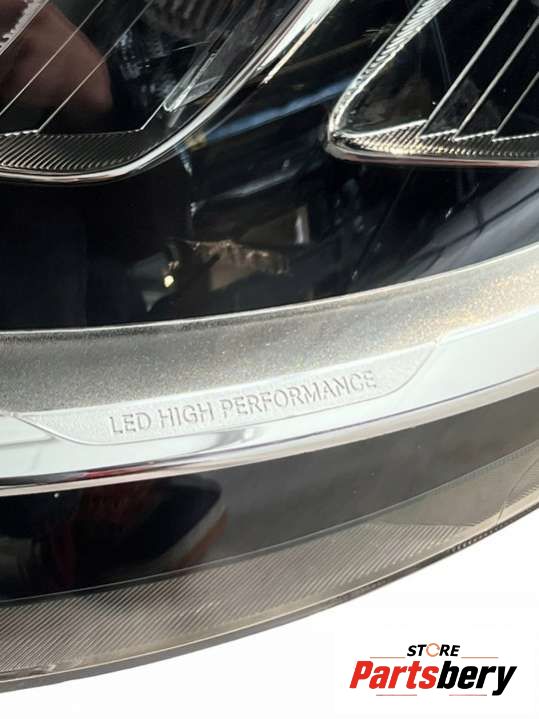 LED HIGH PERFORMANCE
STORE
Partsbery